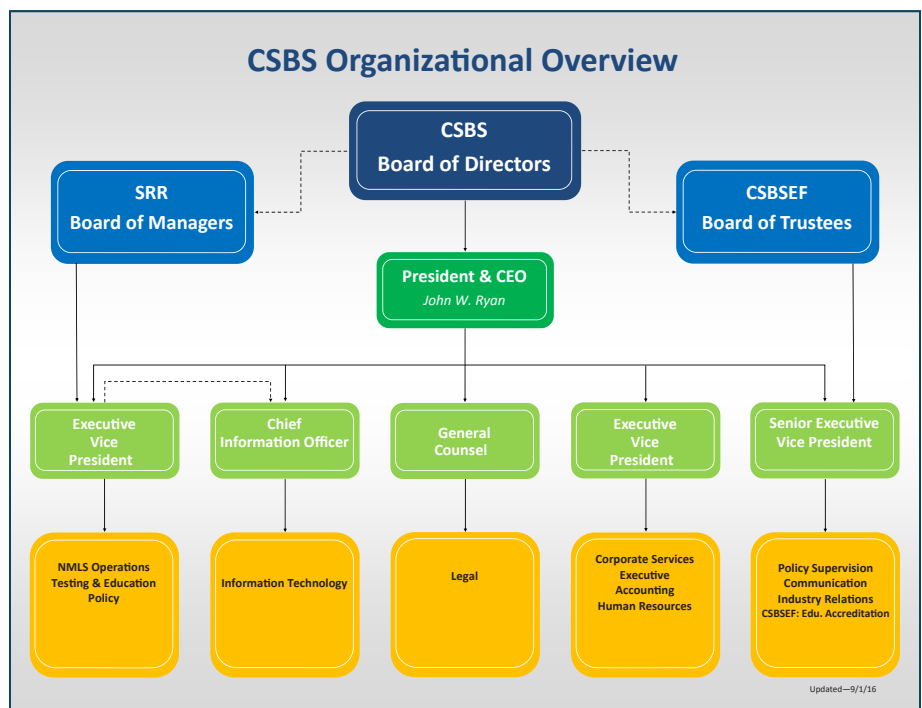 CSBS Organizational Overview
CSBS
Board of Directors
SRR
Board of Managers
CSBSEF
Board of Trustees
President & CEO
John W. Ryan
Executive
Vice
President
Chief
Information Officer
General
Counsel
Executive
Vice
President
Senior Executive
Vice President
NMLS Operations
Testing & Education
Policy
Information Technology
Legal
Corporate Services
Executive
Accounting
Human Resources
Policy Supervision
Communication
Industry Relations
CSBSEF: Edu. Accreditation
Updated—9/1/16